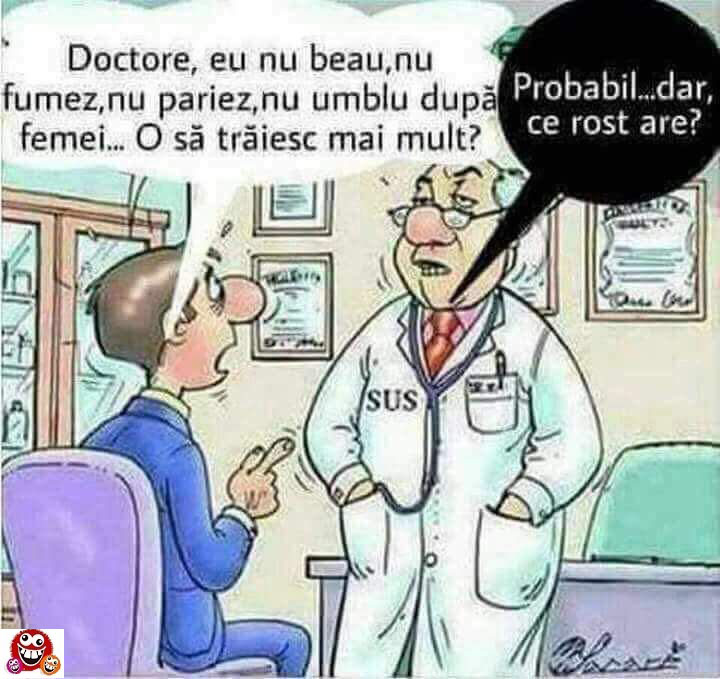 Doctore, eu nu beau,nu
fumez,nu pariez,nu umblu după
femei... O să trăiesc mai mult?
Probabil...dar,
ce rost are?
SUS